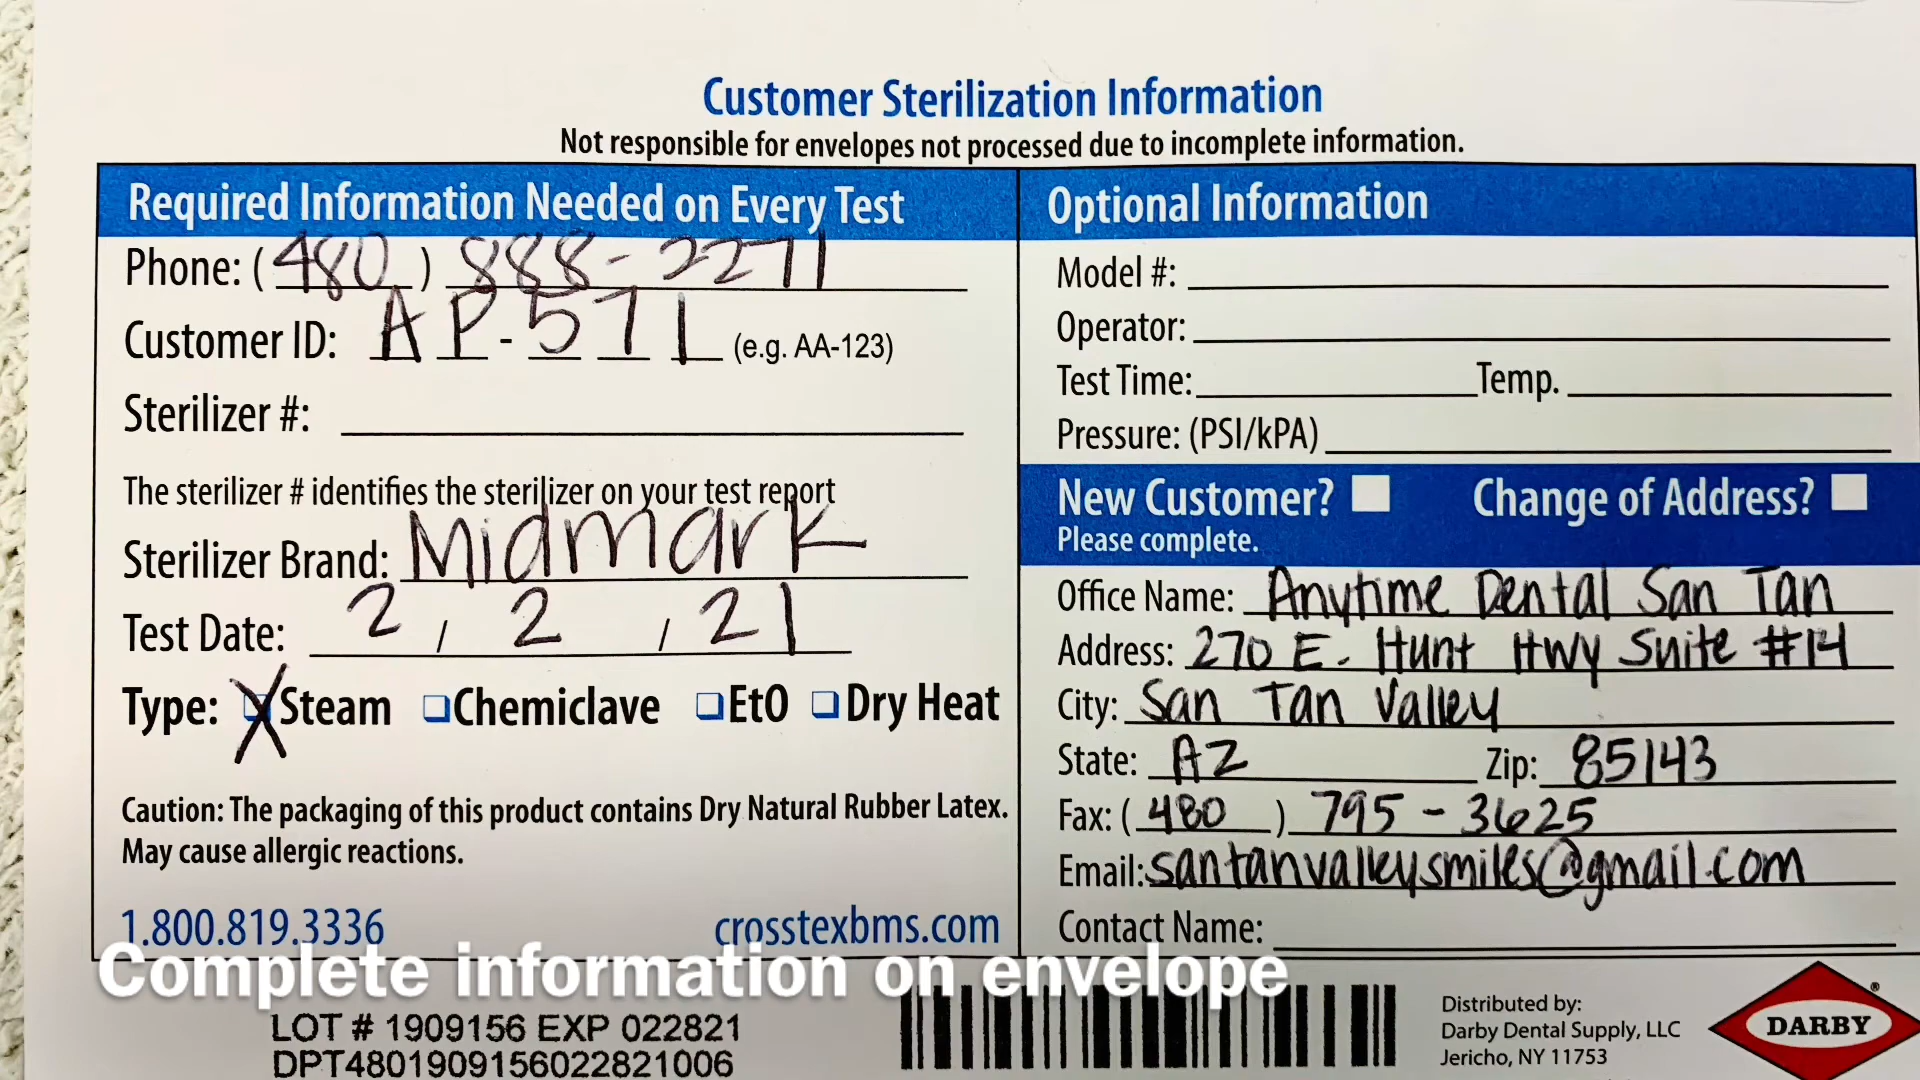 Customer Sterilization Information
Not responsible for envelopes not processed due to incomplete information.
Required Information Needed on Every Test
Phone: (480) 888-2271
Customer ID: AP-571 (e.g. AA-123)
Sterilizer #:
The sterilizer # identifies the sterilizer on your test report
Sterilizer Brand: Midmark
Test Date: 2 / 2 / 21
Type: X Steam Chemiclave EtO Dry Heat
Caution: The packaging of this product contains Dry Natural Rubber Latex.
May cause allergic reactions.
1.800.819.3336 crosstexbms.com
Optional Information
Model #:
Operator:
Test Time: Temp.
Pressure: (PSI/kPA)
New Customer? Change of Address?
Please complete.
Office Name: Anytime Dental San Tan
Address: 270 E. Hunt Hwy Suite #14
City: San Tan Valley
State: AZ Zip: 85143
Fax: (480) 795-3625
Email: santanvalleysmiles@gmail.com
Contact Name:
Complete information on envelope
LOT # 1909156 EXP 022821
DPT4801909156022821006
Distributed by:
Darby Dental Supply, LLC
Jericho, NY 11753
DARBY®